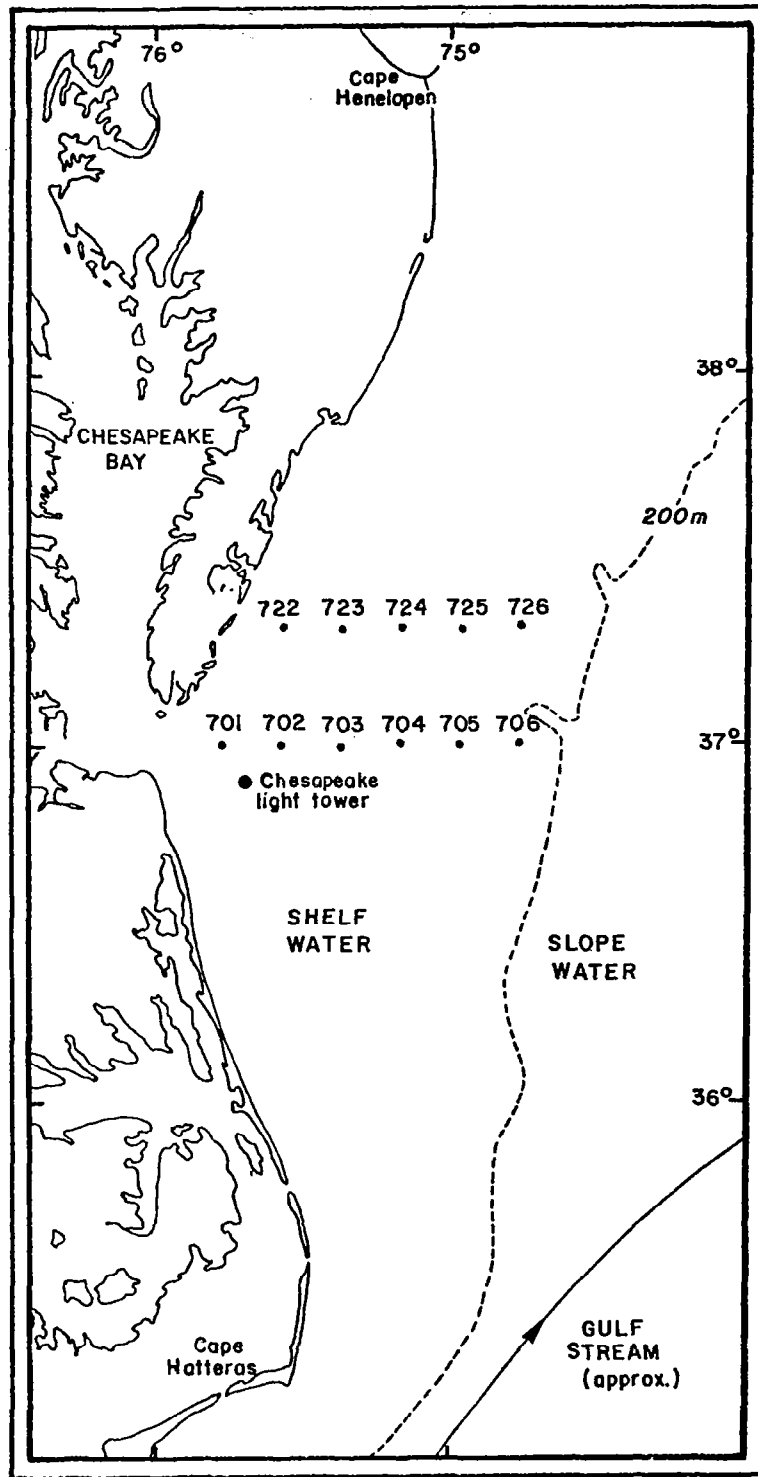 76° 75°
Cape
Henelopen
38°
CHESAPEAKE
BAY
200m
722 723 724 725 726
701 702 703 704 705 706
37°
Chesapeake
light tower
SHELF
WATER
SLOPE
WATER
36°
GULF
STREAM
(approx.)
Cape
Hatteras